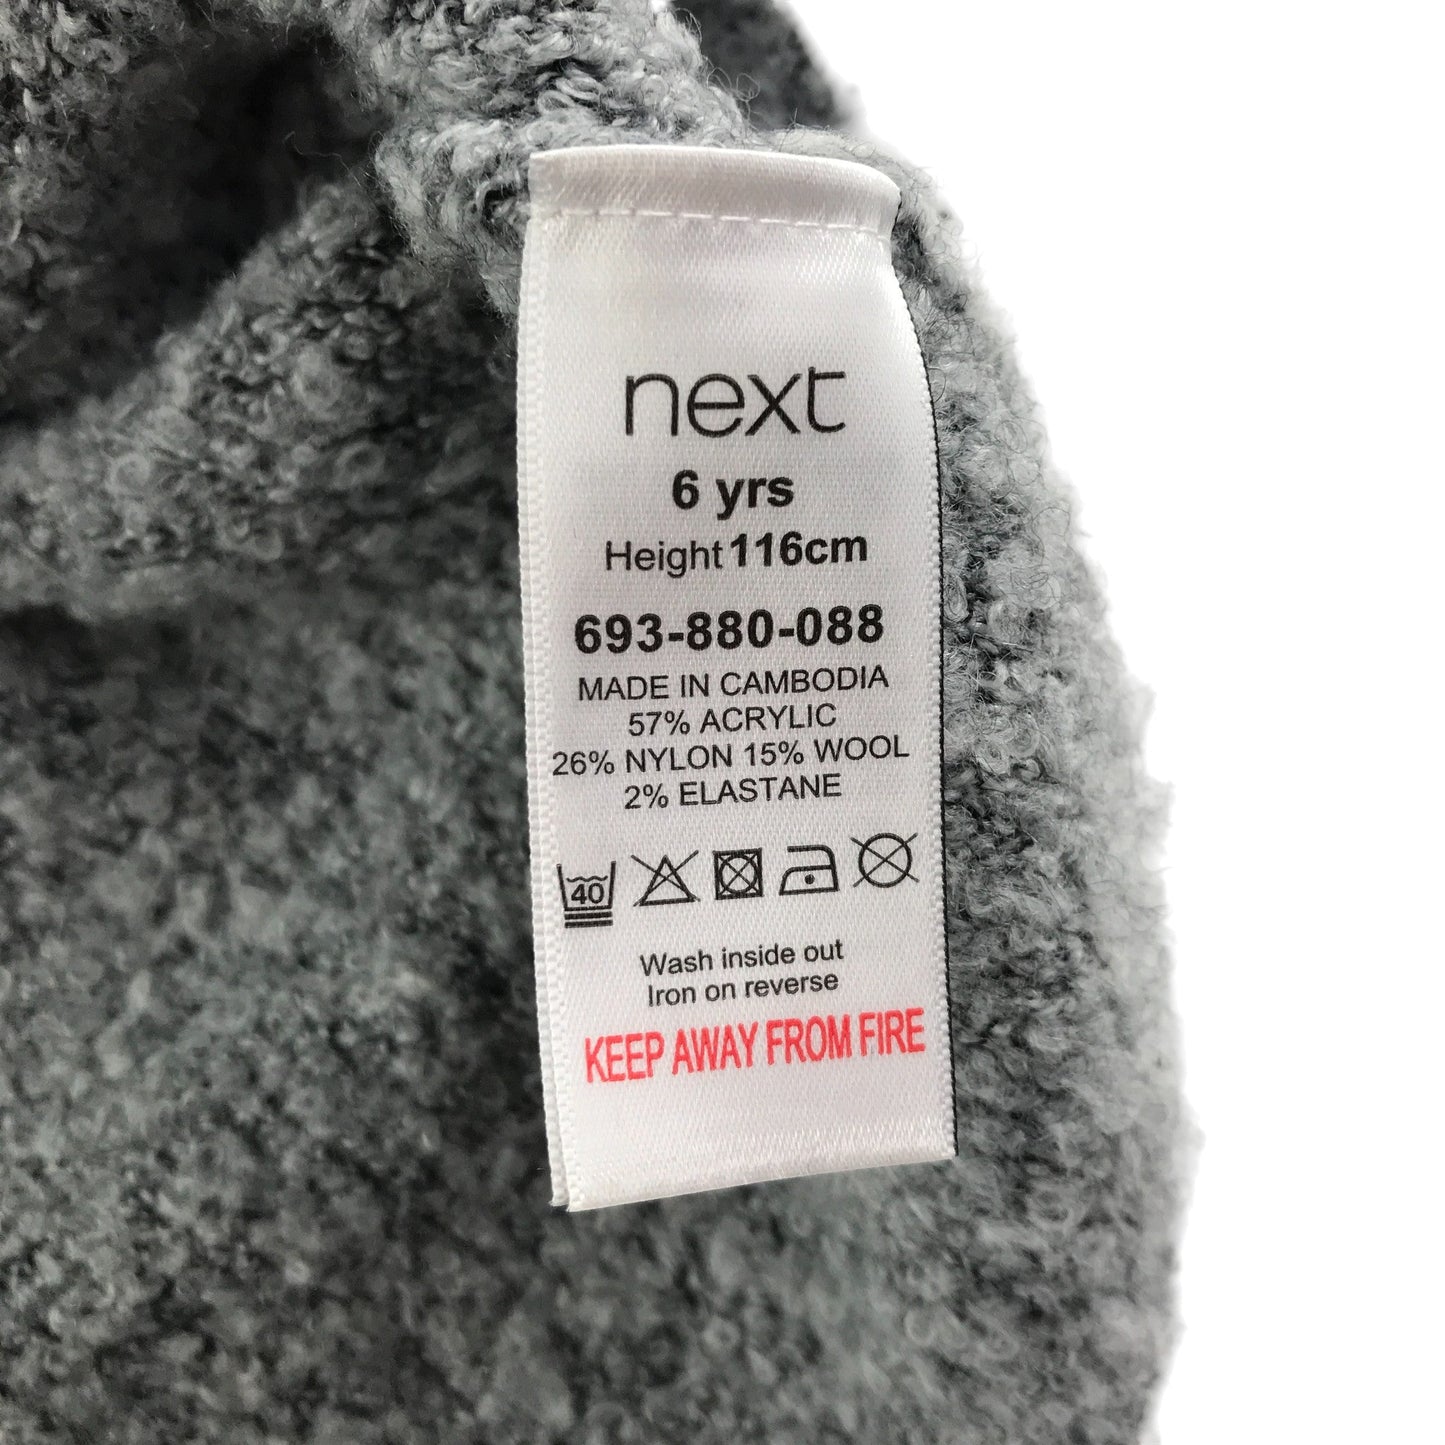 next
6 yrs
Height 116cm
693-880-088
MADE IN CAMBODIA
57% ACRYLIC
26% NYLON 15% WOOL
2% ELASTANE
40
Wash inside out
Iron on reverse
KEEP AWAY FROM FIRE